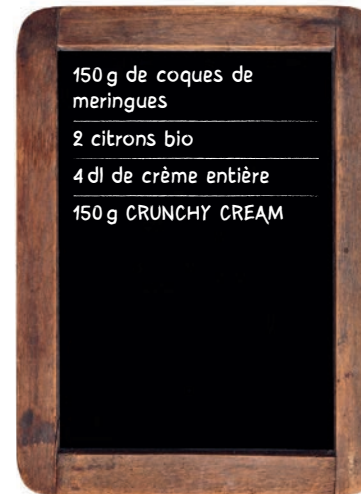 150 g de coques de
meringues
2 citrons bio
4 dl de crème entière
150 g CRUNCHY CREAM